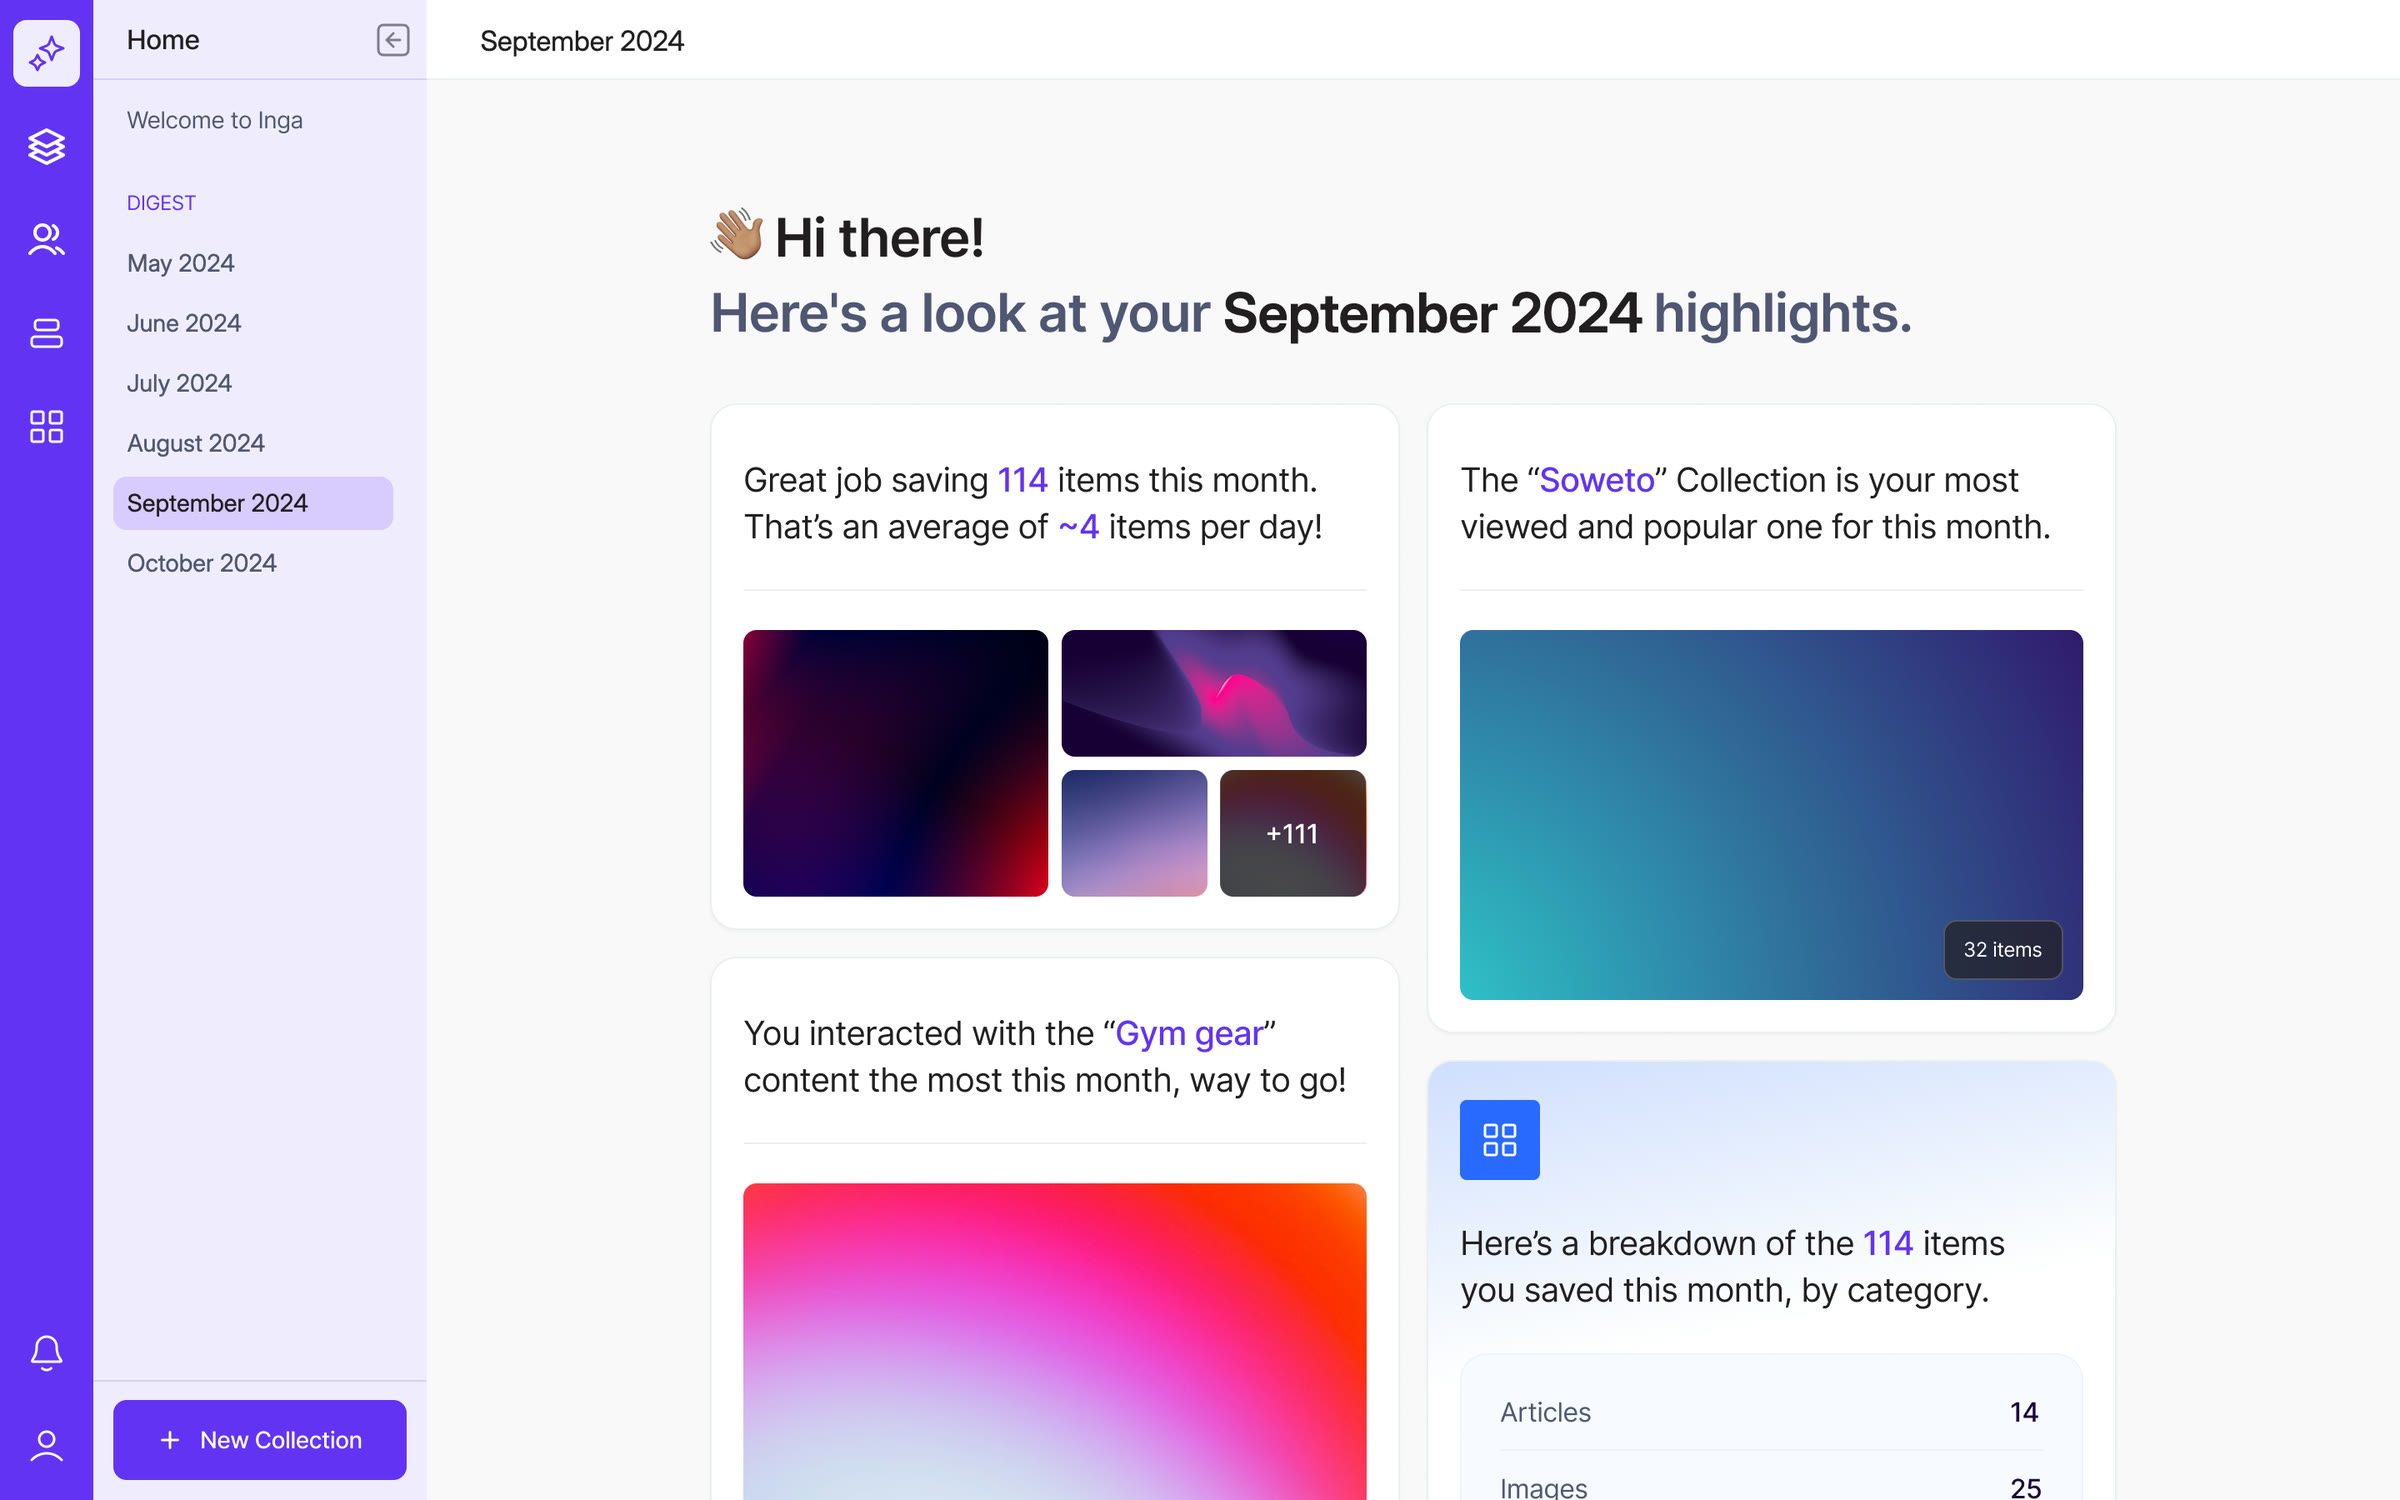 Home
Welcome to Inga
DIGEST
May 2024
June 2024
July 2024
August 2024
September 2024
October 2024
+ New Collection
September 2024
👋🏽 Hi there!
Here's a look at your September 2024 highlights.
Great job saving 114 items this month.
That’s an average of ~4 items per day!
+111
The “Soweto” Collection is your most
viewed and popular one for this month.
32 items
You interacted with the “Gym gear”
content the most this month, way to go!
Here’s a breakdown of the 114 items
you saved this month, by category.
Articles 14
Images 25